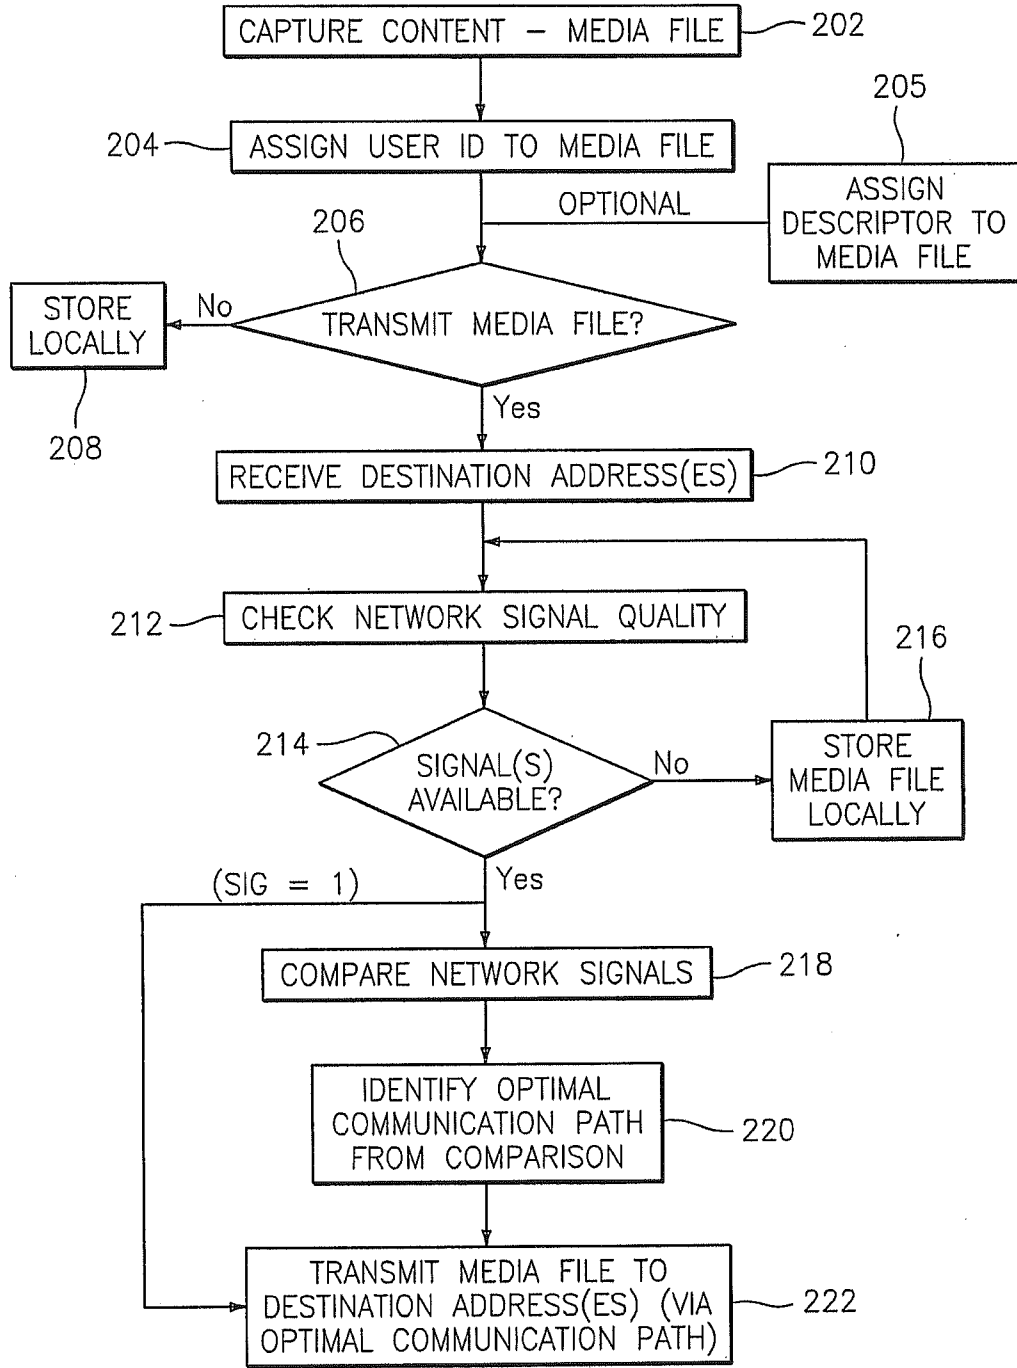 CAPTURE CONTENT – MEDIA FILE
202
204
ASSIGN USER ID TO MEDIA FILE
205
ASSIGN
DESCRIPTOR TO
MEDIA FILE
OPTIONAL
206
TRANSMIT MEDIA FILE?
No
STORE
LOCALLY
208
Yes
RECEIVE DESTINATION ADDRESS(ES)
210
212
CHECK NETWORK SIGNAL QUALITY
214
SIGNAL(S)
AVAILABLE?
No
216
STORE
MEDIA FILE
LOCALLY
Yes
(SIG = 1)
COMPARE NETWORK SIGNALS
218
IDENTIFY OPTIMAL
COMMUNICATION PATH
FROM COMPARISON
220
TRANSMIT MEDIA FILE TO
DESTINATION ADDRESS(ES) (VIA
OPTIMAL COMMUNICATION PATH)
222